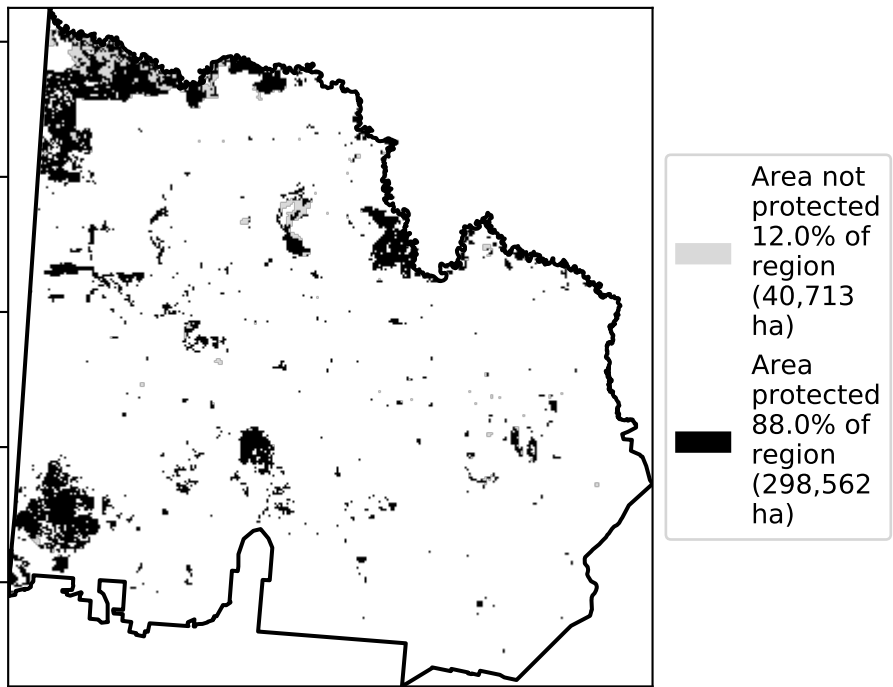 Area not
protected
12.0% of
region
(40,713
ha)
Area
protected
88.0% of
region
(298,562
ha)